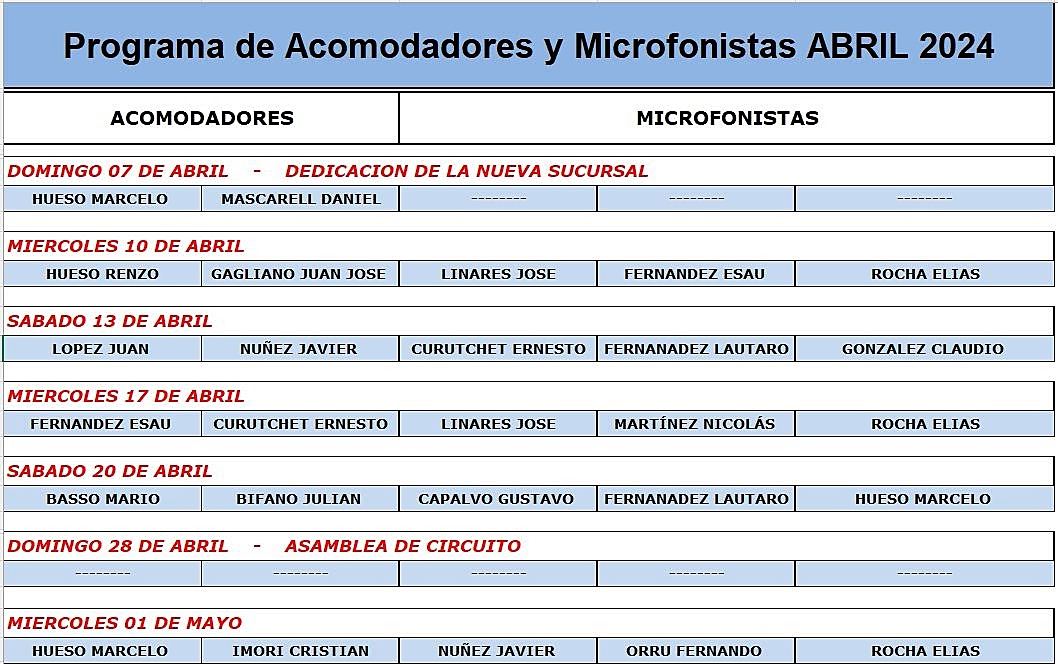 Programa de Acomodadores y Microfonistas ABRIL 2024
ACOMODADORES MICROFONISTAS
DOMINGO 07 DE ABRIL - DEDICACION DE LA NUEVA SUCURSAL
HUESO MARCELO MASCARELL DANIEL -------- -------- --------
MIERCOLES 10 DE ABRIL
HUESO RENZO GAGLIANO JUAN JOSE LINARES JOSE FERNANDEZ ESAU ROCHA ELIAS
SABADO 13 DE ABRIL
LOPEZ JUAN NUÑEZ JAVIER CURUTCHET ERNESTO FERNANADEZ LAUTARO GONZALEZ CLAUDIO
MIERCOLES 17 DE ABRIL
FERNANDEZ ESAU CURUTCHET ERNESTO LINARES JOSE MARTÍNEZ NICOLÁS ROCHA ELIAS
SABADO 20 DE ABRIL
BASSO MARIO BIFANO JULIAN CAPALVO GUSTAVO FERNANADEZ LAUTARO HUESO MARCELO
DOMINGO 28 DE ABRIL - ASAMBLEA DE CIRCUITO
-------- -------- -------- -------- --------
MIERCOLES 01 DE MAYO
HUESO MARCELO IMORI CRISTIAN NUÑEZ JAVIER ORRU FERNANDO ROCHA ELIAS